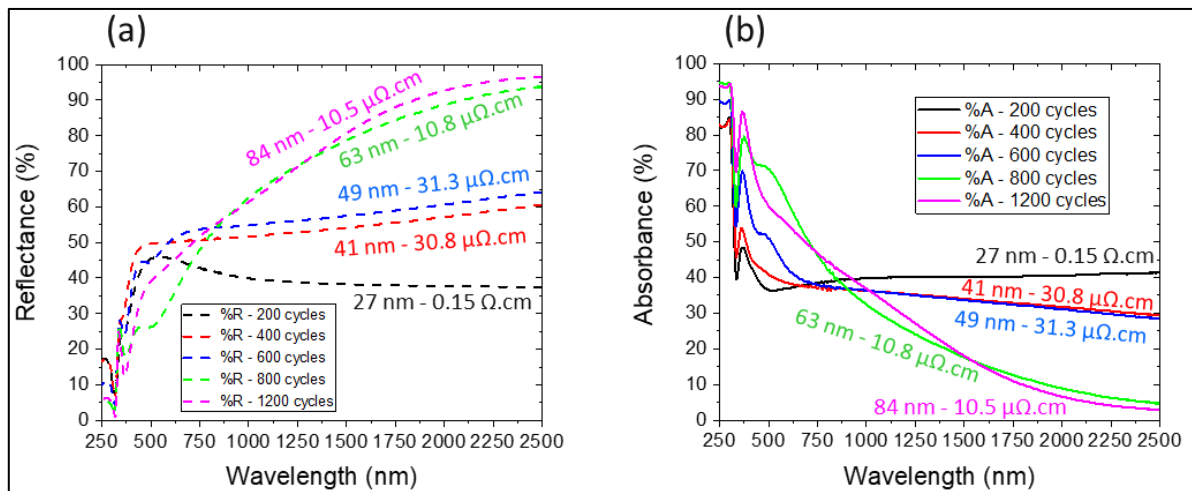 (a)
100
90
80
70
60
50
40
30
20
10
0
Reflectance (%)
84 nm - 10.5 µΩ.cm
63 nm - 10.8 µΩ.cm
49 nm - 31.3 µΩ.cm
41 nm - 30.8 µΩ.cm
27 nm - 0.15 Ω.cm
%R - 200 cycles
%R - 400 cycles
%R - 600 cycles
%R - 800 cycles
%R - 1200 cycles
250 500 750 1000 1250 1500 1750 2000 2250 2500
Wavelength (nm)
(b)
100
90
80
70
60
50
40
30
20
10
0
Absorbance (%)
%A - 200 cycles
%A - 400 cycles
%A - 600 cycles
%A - 800 cycles
%A - 1200 cycles
27 nm - 0.15 Ω.cm
41 nm - 30.8 µΩ.cm
49 nm - 31.3 µΩ.cm
63 nm - 10.8 µΩ.cm
84 nm - 10.5 µΩ.cm
250 500 750 1000 1250 1500 1750 2000 2250 2500
Wavelength (nm)